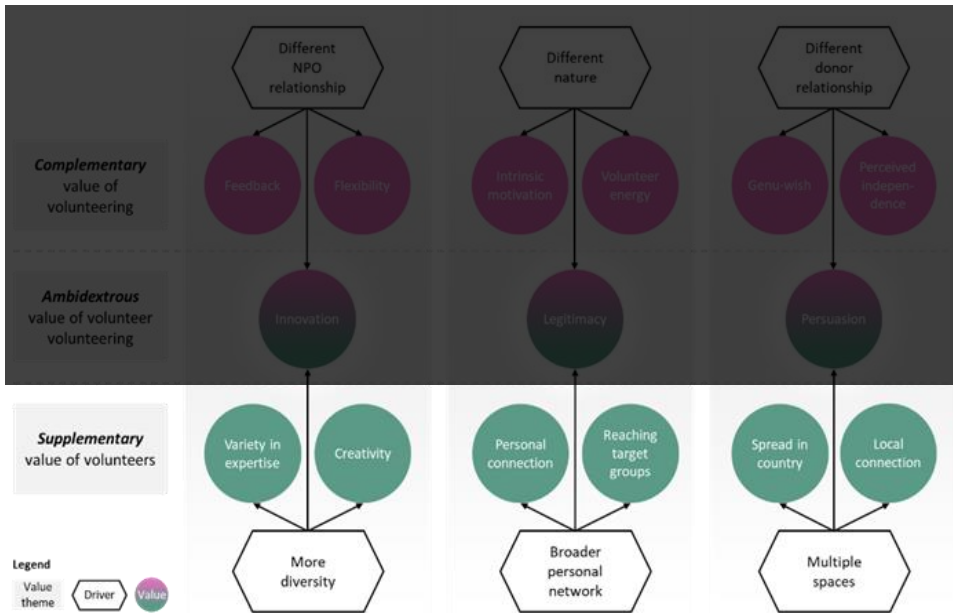 Different
NPO
relationship
Different
nature
Different
donor
relationship
Complementary
value of
volunteering
Feedback
Flexibility
Intrinsic
motivation
Volunteer
energy
Genu-wish
Perceived
indepen-
dence
Ambidextrous
value of volunteer
volunteering
Innovation
Legitimacy
Persuasion
Supplementary
value of volunteers
Variety in
expertise
Creativity
Personal
connection
Reaching
target
groups
Spread in
country
Local
connection
More
diversity
Broader
personal
network
Multiple
spaces
Legend
Value
theme
Driver
Value